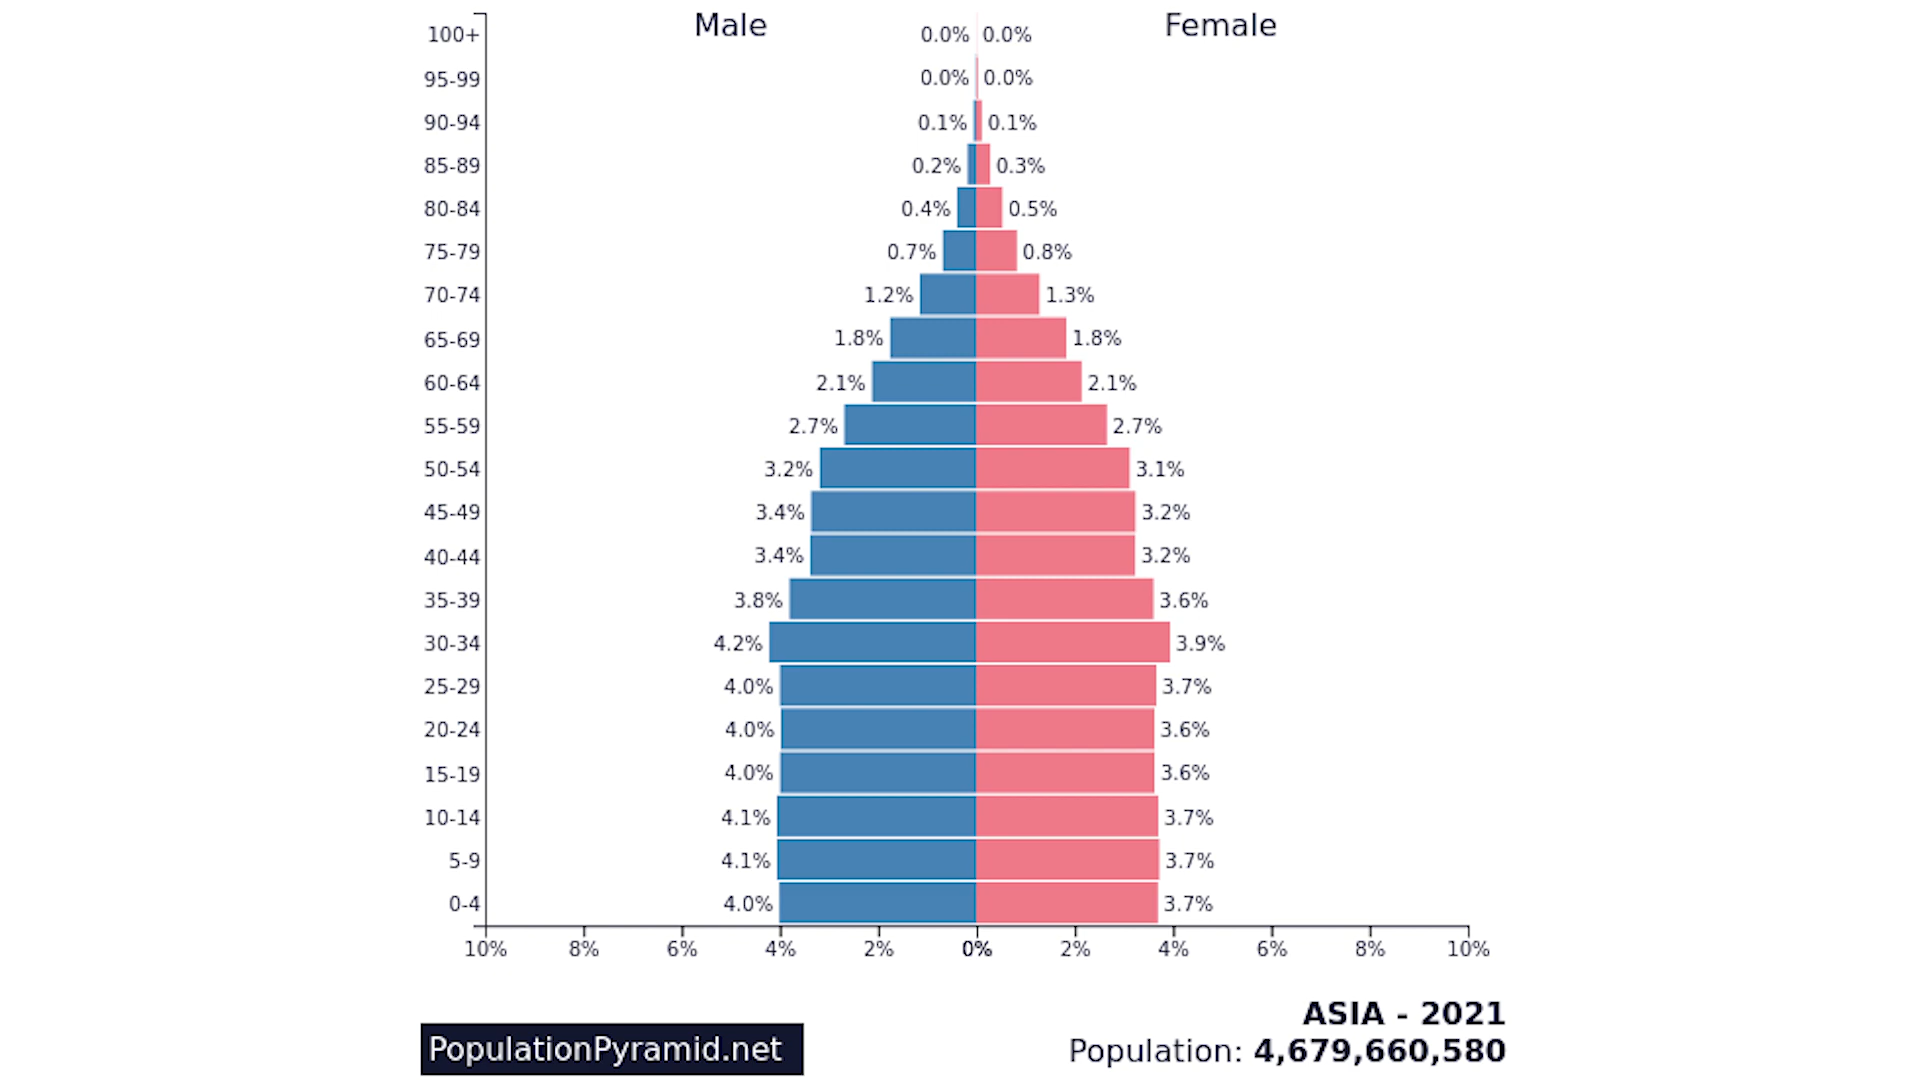 Male Female
100+ 0.0% 0.0%
95-99 0.0% 0.0%
90-94 0.1% 0.1%
85-89 0.2% 0.3%
80-84 0.4% 0.5%
75-79 0.7% 0.8%
70-74 1.2% 1.3%
65-69 1.8% 1.8%
60-64 2.1% 2.1%
55-59 2.7% 2.7%
50-54 3.2% 3.1%
45-49 3.4% 3.2%
40-44 3.4% 3.2%
35-39 3.8% 3.6%
30-34 4.2% 3.9%
25-29 4.0% 3.7%
20-24 4.0% 3.6%
15-19 4.0% 3.6%
10-14 4.1% 3.7%
5-9 4.1% 3.7%
0-4 4.0% 3.7%
10% 8% 6% 4% 2% 0% 2% 4% 6% 8% 10%
ASIA - 2021
PopulationPyramid.net
Population: 4,679,660,580